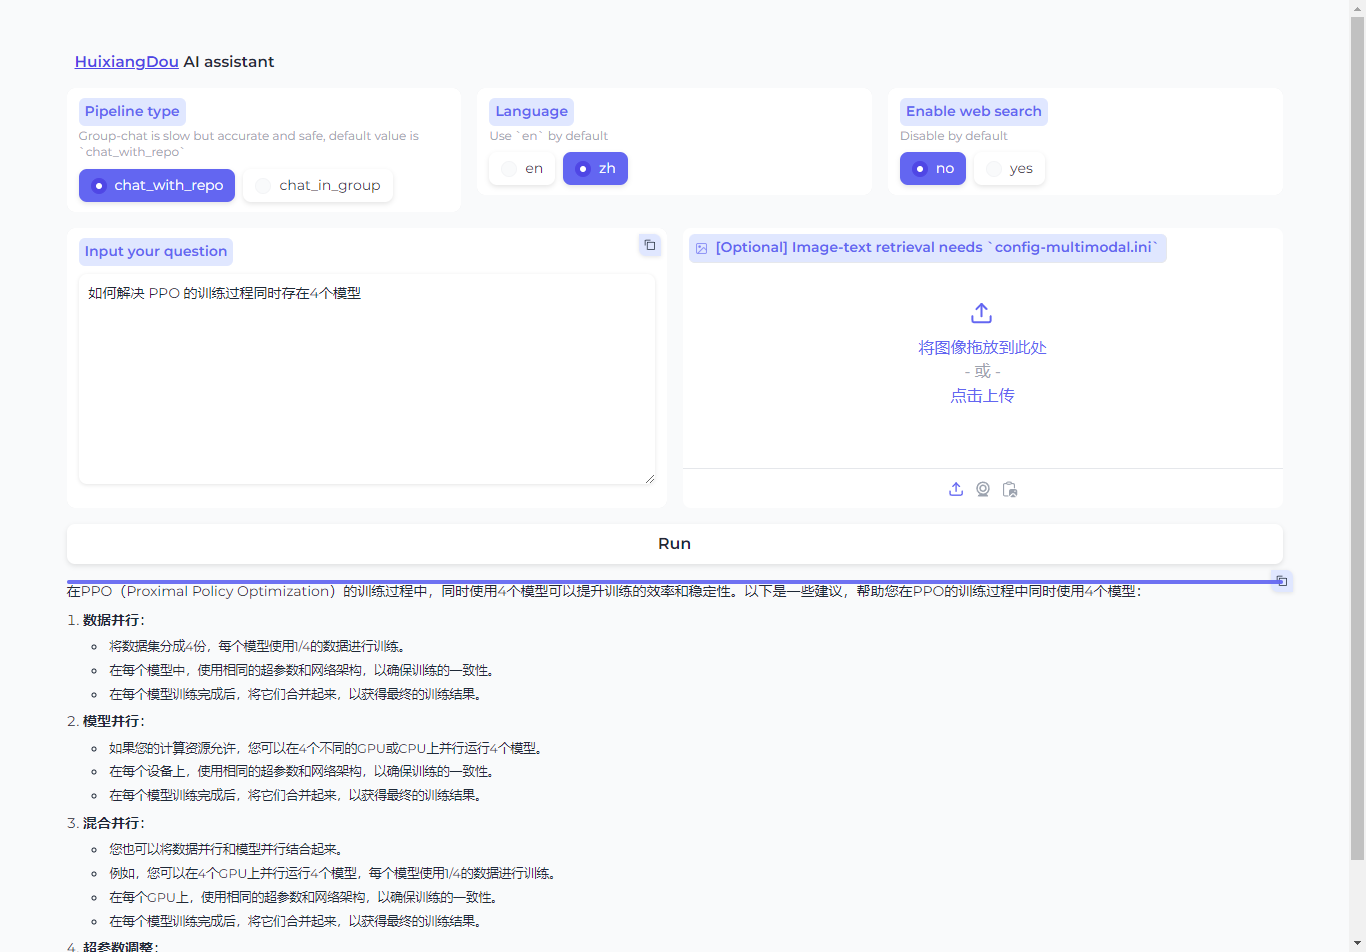 HuixiangDou AI assistant
Pipeline type
Group-chat is slow but accurate and safe, default value is
`chat_with_repo`
chat_with_repo
chat_in_group
Language
Use `en` by default
en
zh
Enable web search
Disable by default
no
yes
Input your question
如何解决 PPO 的训练过程同时存在4个模型
[Optional] Image-text retrieval needs `config-multimodal.ini`
将图像拖放到此处
- 或 -
点击上传
Run
在PPO（Proximal Policy Optimization）的训练过程中，同时使用4个模型可以提升训练的效率和稳定性。以下是一些建议，帮助您在PPO的训练过程中同时使用4个模型：
1. 数据并行：
将数据集分成4份，每个模型使用1/4的数据进行训练。
在每个模型中，使用相同的超参数和网络架构，以确保训练的一致性。
在每个模型训练完成后，将它们合并起来，以获得最终的训练结果。
2. 模型并行：
如果您的计算资源允许，您可以在4个不同的GPU或CPU上并行运行4个模型。
在每个设备上，使用相同的超参数和网络架构，以确保训练的一致性。
在每个模型训练完成后，将它们合并起来，以获得最终的训练结果。
3. 混合并行：
您也可以将数据并行和模型并行结合起来。
例如，您可以在4个GPU上并行运行4个模型，每个模型使用1/4的数据进行训练。
在每个GPU上，使用相同的超参数和网络架构，以确保训练的一致性。
在每个模型训练完成后，将它们合并起来，以获得最终的训练结果。
4. 超参数调整：